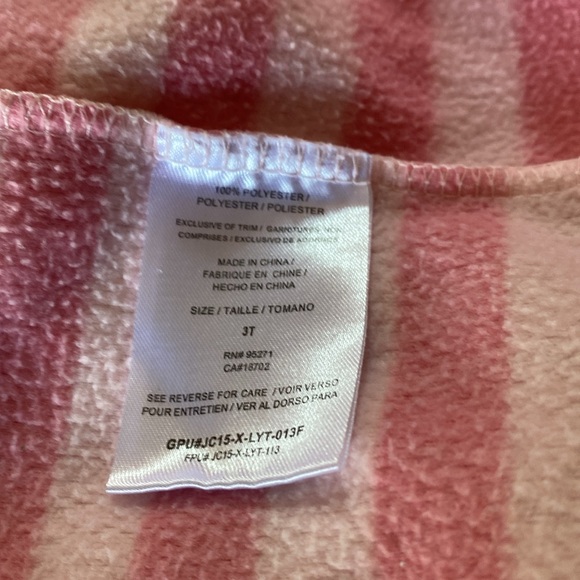 100% POLYESTER /
POLYESTER / POLIESTER
EXCLUSIVE OF TRIM / GARNITURES NON
COMPRISES / EXCLUSIVO DE ADORNOS
MADE IN CHINA /
FABRIQUE EN CHINE /
HECHO EN CHINA
SIZE / TAILLE / TOMANO
3T
RN# 95271
CA#18702
SEE REVERSE FOR CARE / VOIR VERSO
POUR ENTRETIEN / VER AL DORSO PARA
GPU#JC15-X-LYT-013F
FPU# JC15-X-LYT-113